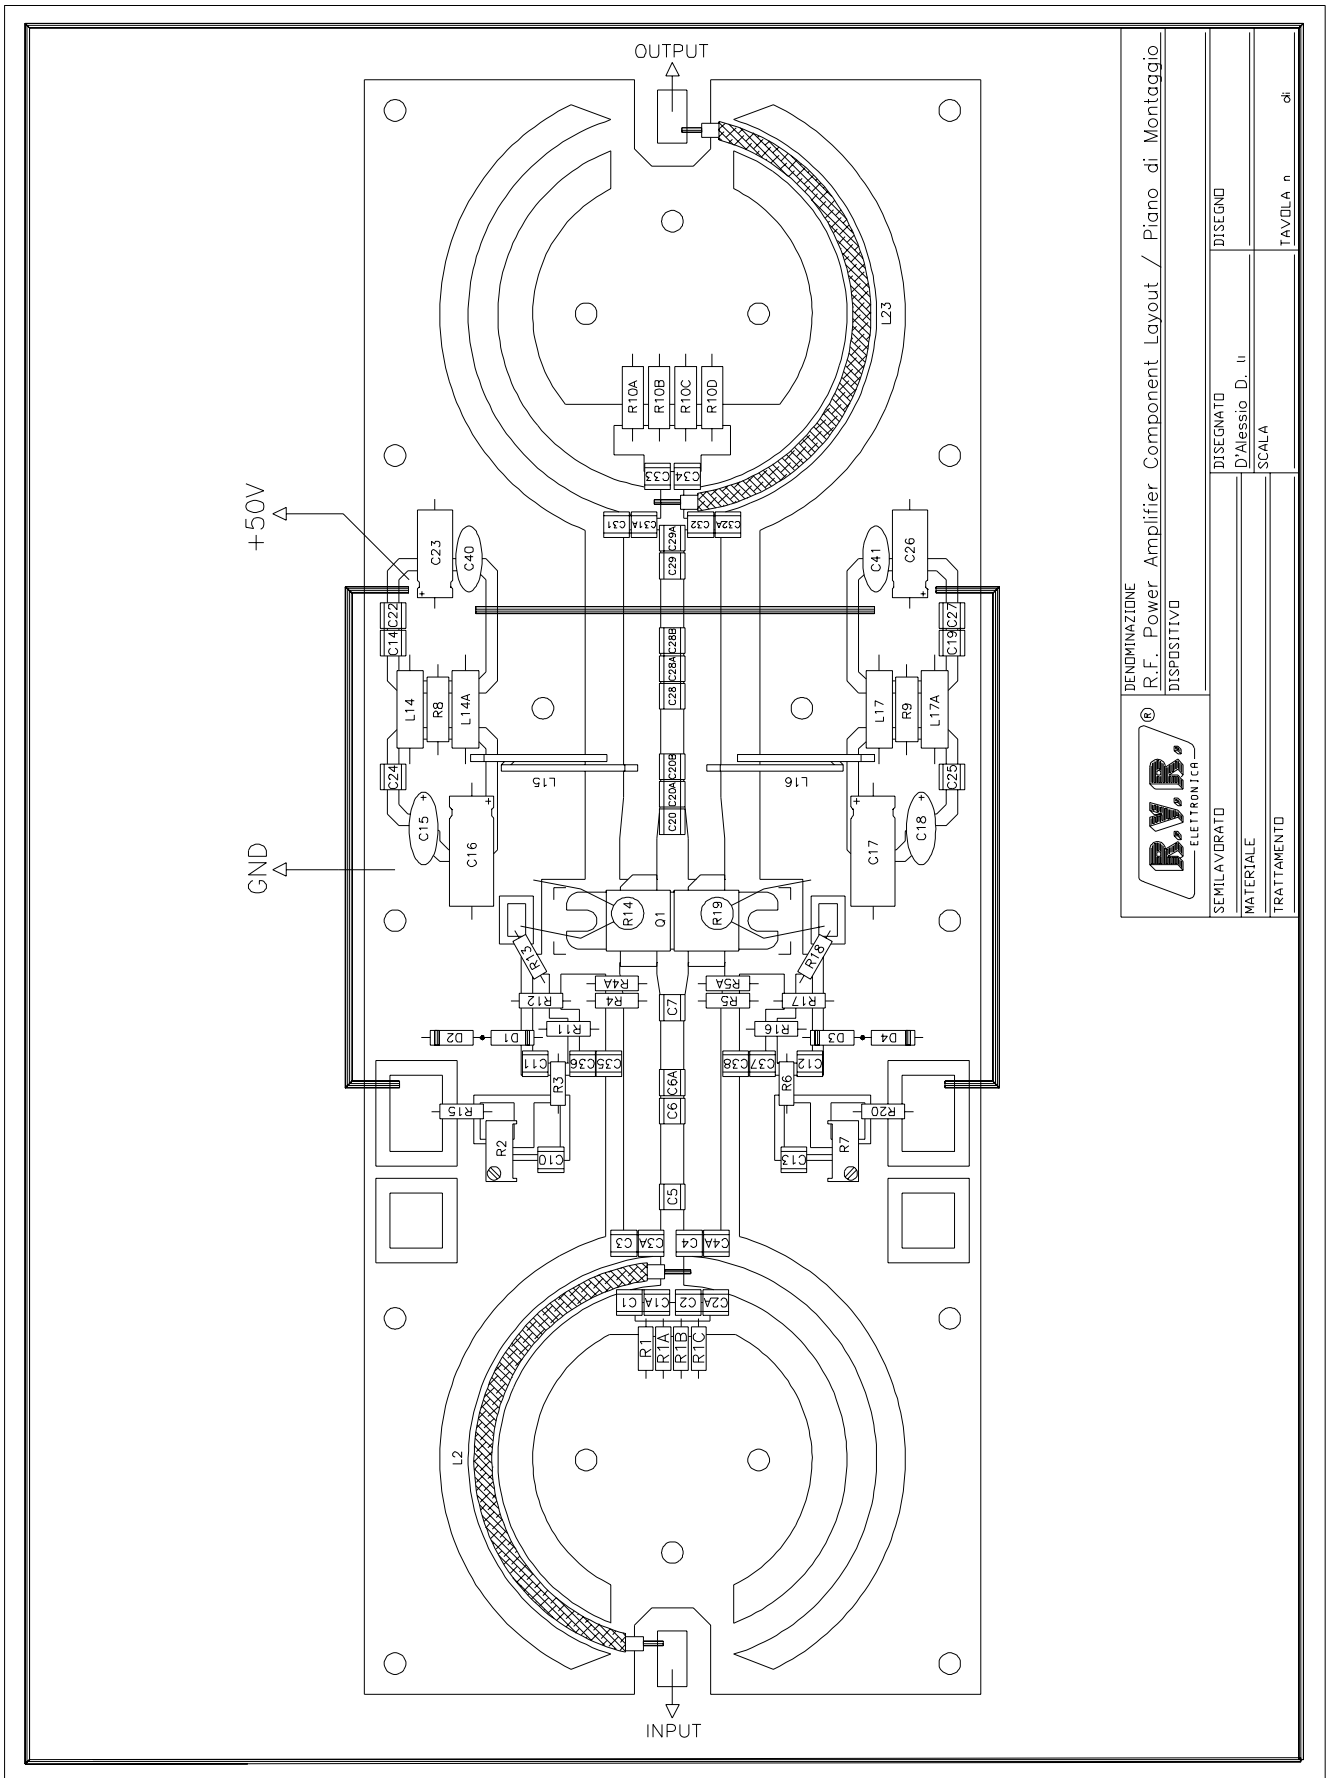 OUTPUT
L23
R10A
R10B
R10C
R10D
C33
C34
+50V
C31
C31A
C32
C32A
C29A
C29
C23
C40
C41
C26
+
+
C22
C14
C27
C19
C28B
C28A
C28
L14
R8
L14A
L17
R9
L17A
L15
L16
C24
C25
C20B
C20A
C20
+
C15
+
C16
+
C17
+
C18
GND
R14
Q1
R19
R13
R18
R4A
R5A
R12
R4
C7
R5
R17
R11
R16
D2
D1
D3
D4
C11
C36
C35
C38
C37
C12
R3
C6A
R6
R15
C6
R20
R2
C10
C13
R7
C5
C3
C3A
C4
C4A
C1
C1A
C2
C2A
R1
R1A
R1B
R1C
L2
INPUT
DENOMINAZIONE
R.F. Power Amplifier Component Layout / Piano di Montaggio
DISPOSITIVO
R.V.R. ®
ELETTRONICA
SEMILAVORATO
DISEGNATO
DISEGNO
D'Alessio D. lì
MATERIALE
SCALA
TRATTAMENTO
TAVOLA n di